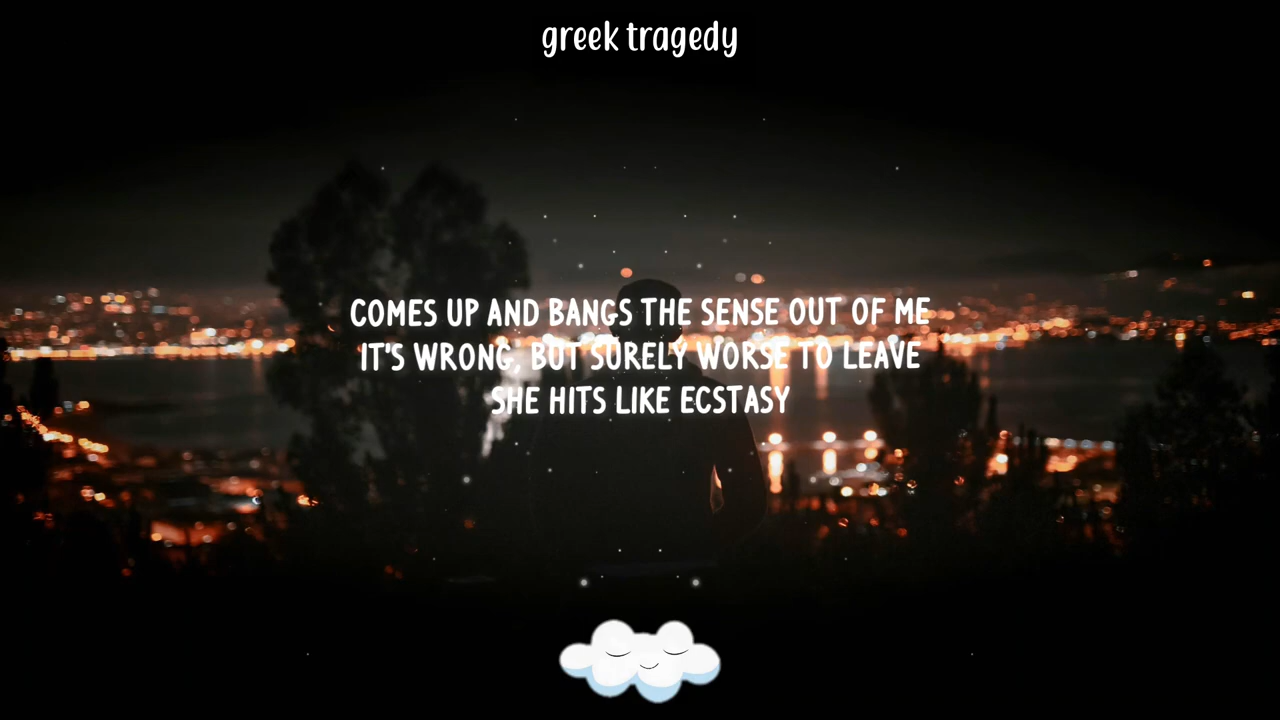 greek tragedy
COMES UP AND BANGS THE SENSE OUT OF ME
IT'S WRONG, BUT SURELY WORSE TO LEAVE
SHE HITS LIKE ECSTASY